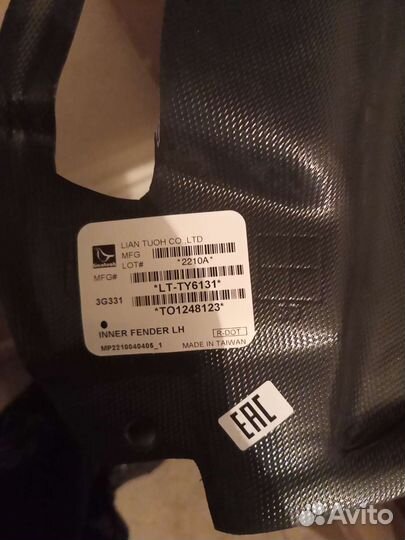 LIAN TUOH CO.,LTD
MFG
LOT#
*2210A*
MFG#
*LT-TY6131*
3G331
*TO1248123*
INNER FENDER LH
R-DOT
MP2210040405_1
MADE IN TAIWAN
EAC
Avito